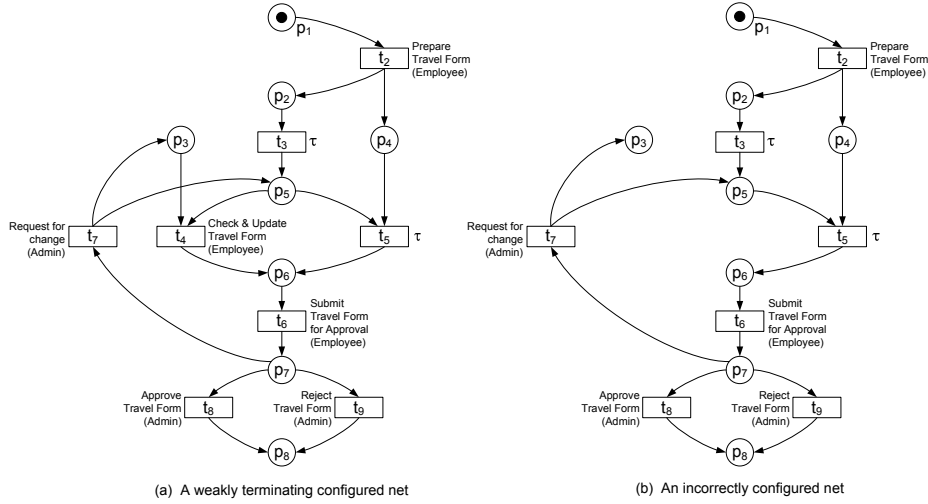 p1
t2
Prepare
Travel Form
(Employee)
p2
p3
t3
τ
p4
p5
Request for
change
(Admin)
t7
t4
Check & Update
Travel Form
(Employee)
t5
τ
p6
t6
Submit
Travel Form
for Approval
(Employee)
p7
Approve
Travel Form
(Admin)
t8
Reject
Travel Form
(Admin)
t9
p8
(a) A weakly terminating configured net
p1
t2
Prepare
Travel Form
(Employee)
p2
p3
t3
τ
p4
p5
Request for
change
(Admin)
t7
t5
τ
p6
t6
Submit
Travel Form
for Approval
(Employee)
p7
Approve
Travel Form
(Admin)
t8
Reject
Travel Form
(Admin)
t9
p8
(b) An incorrectly configured net